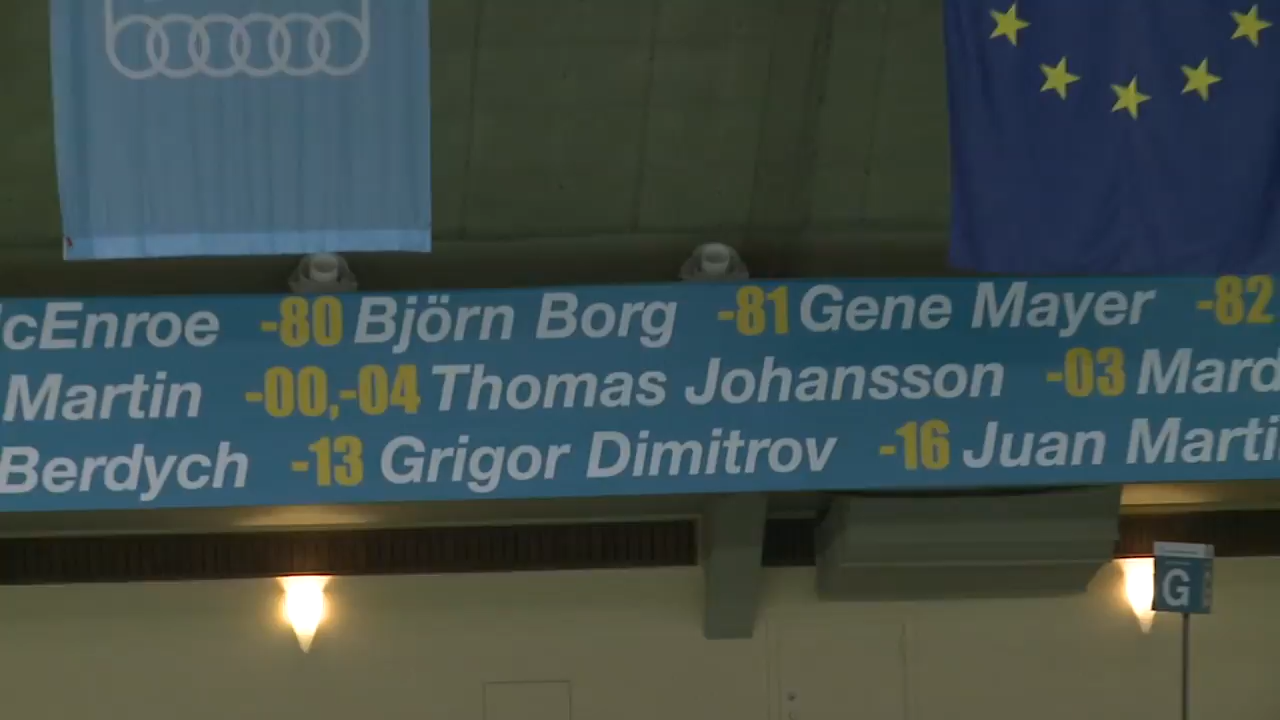 cEnroe -80 Björn Borg -81 Gene Mayer -82
Martin -00,-04 Thomas Johansson -03 Mard
Berdych -13 Grigor Dimitrov -16 Juan Marti
G